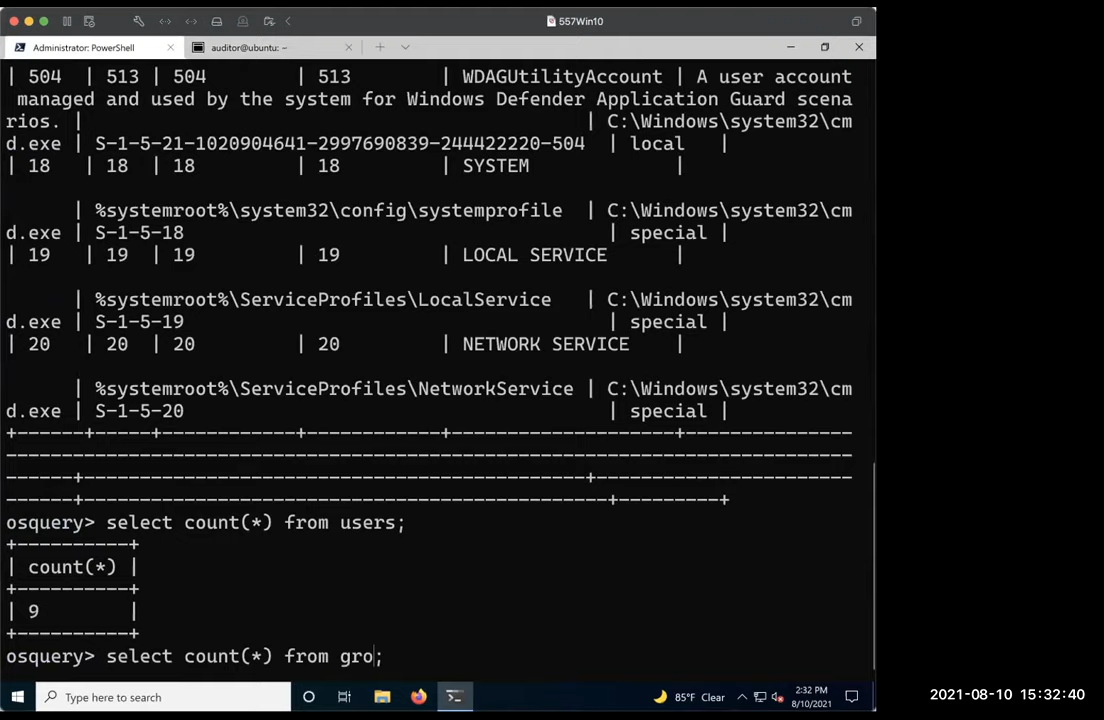 557Win10
Administrator: PowerShell
auditor@ubuntu: ~
| 504  | 513 | 504        | 513        | WDAGUtilityAccount | A user account
 managed and used by the system for Windows Defender Application Guard scena
rios. |                                              | C:\Windows\system32\cm
d.exe | S-1-5-21-1020904641-2997690839-244422220-504  | local   |
| 18   | 18  | 18         | 18         | SYSTEM             |
      | %systemroot%\system32\config\systemprofile  | C:\Windows\system32\cm
d.exe | S-1-5-18                                      | special |
| 19   | 19  | 19         | 19         | LOCAL SERVICE      |
      | %systemroot%\ServiceProfiles\LocalService   | C:\Windows\system32\cm
d.exe | S-1-5-19                                      | special |
| 20   | 20  | 20         | 20         | NETWORK SERVICE    |
      | %systemroot%\ServiceProfiles\NetworkService | C:\Windows\system32\cm
d.exe | S-1-5-20                                      | special |
osquery> select count(*) from users;
+----------+
| count(*) |
+----------+
| 9        |
+----------+
osquery> select count(*) from gro;
Type here to search
85°F Clear
2:32 PM
8/10/2021
2021-08-10 15:32:40